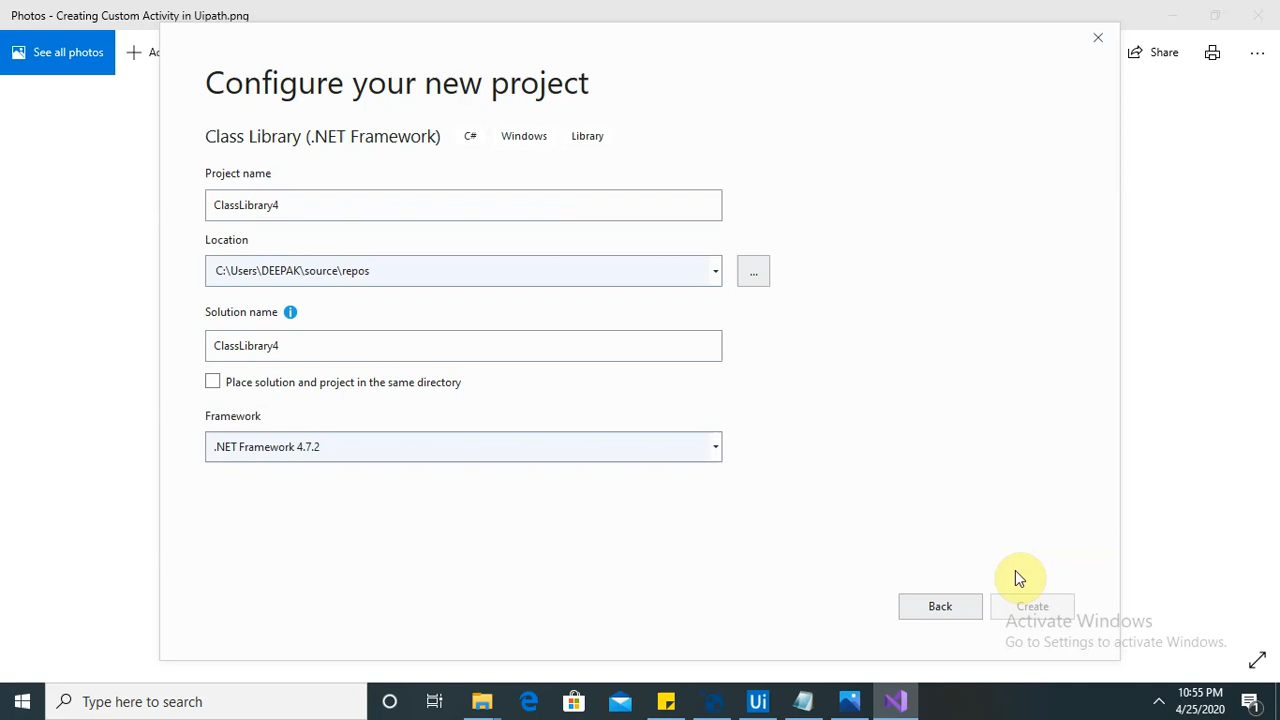 Photos - Creating Custom Activity in Uipath.png
See all photos
Ac
Share
Configure your new project
Class Library (.NET Framework) C# Windows Library
Project name
ClassLibrary4
Location
C:\Users\DEEPAK\source\repos
...
Solution name
ClassLibrary4
Place solution and project in the same directory
Framework
.NET Framework 4.7.2
Back
Create
Activate Windows
Go to Settings to activate Windows.
Type here to search
Ui
10:55 PM
4/25/2020
1